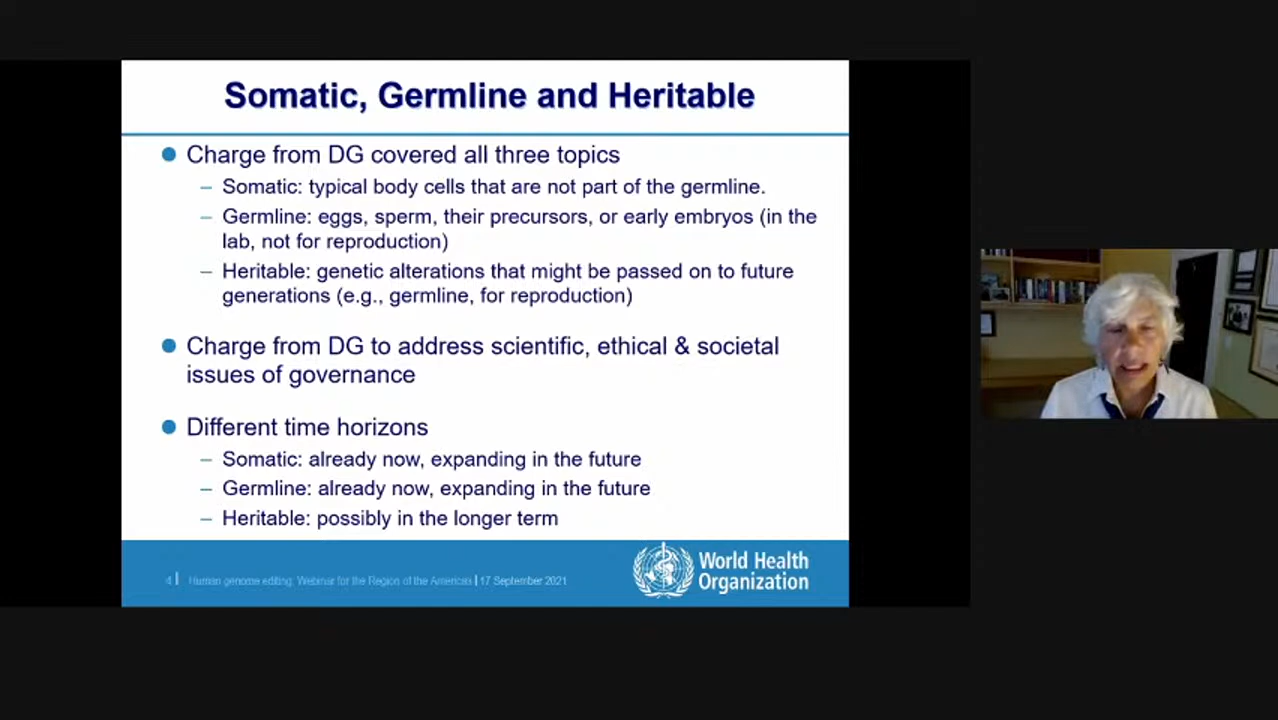 Somatic, Germline and Heritable
Charge from DG covered all three topics
– Somatic: typical body cells that are not part of the germline.
– Germline: eggs, sperm, their precursors, or early embryos (in the
lab, not for reproduction)
– Heritable: genetic alterations that might be passed on to future
generations (e.g., germline, for reproduction)
Charge from DG to address scientific, ethical & societal
issues of governance
Different time horizons
– Somatic: already now, expanding in the future
– Germline: already now, expanding in the future
– Heritable: possibly in the longer term
4 | Human genome editing: Webinar for the Region of the Americas | 17 September 2021
World Health
Organization